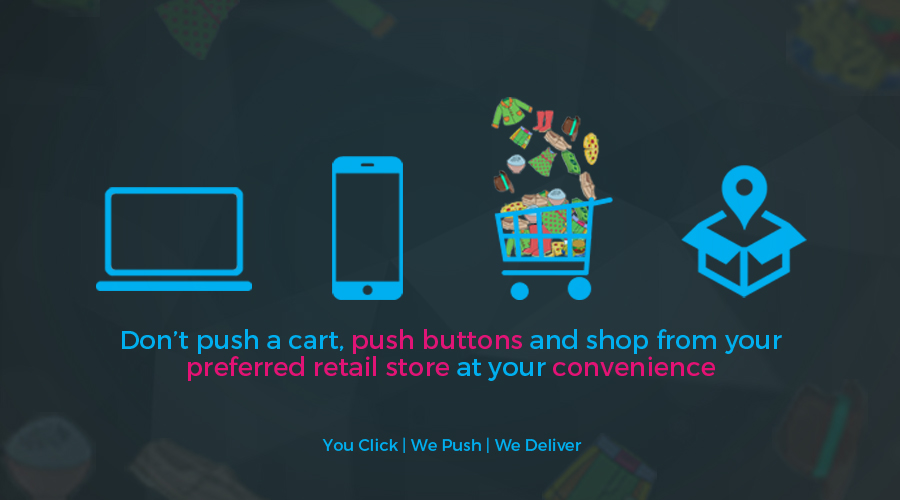 Don't push a cart, push buttons and shop from your
preferred retail store at your convenience
You Click | We Push | We Deliver